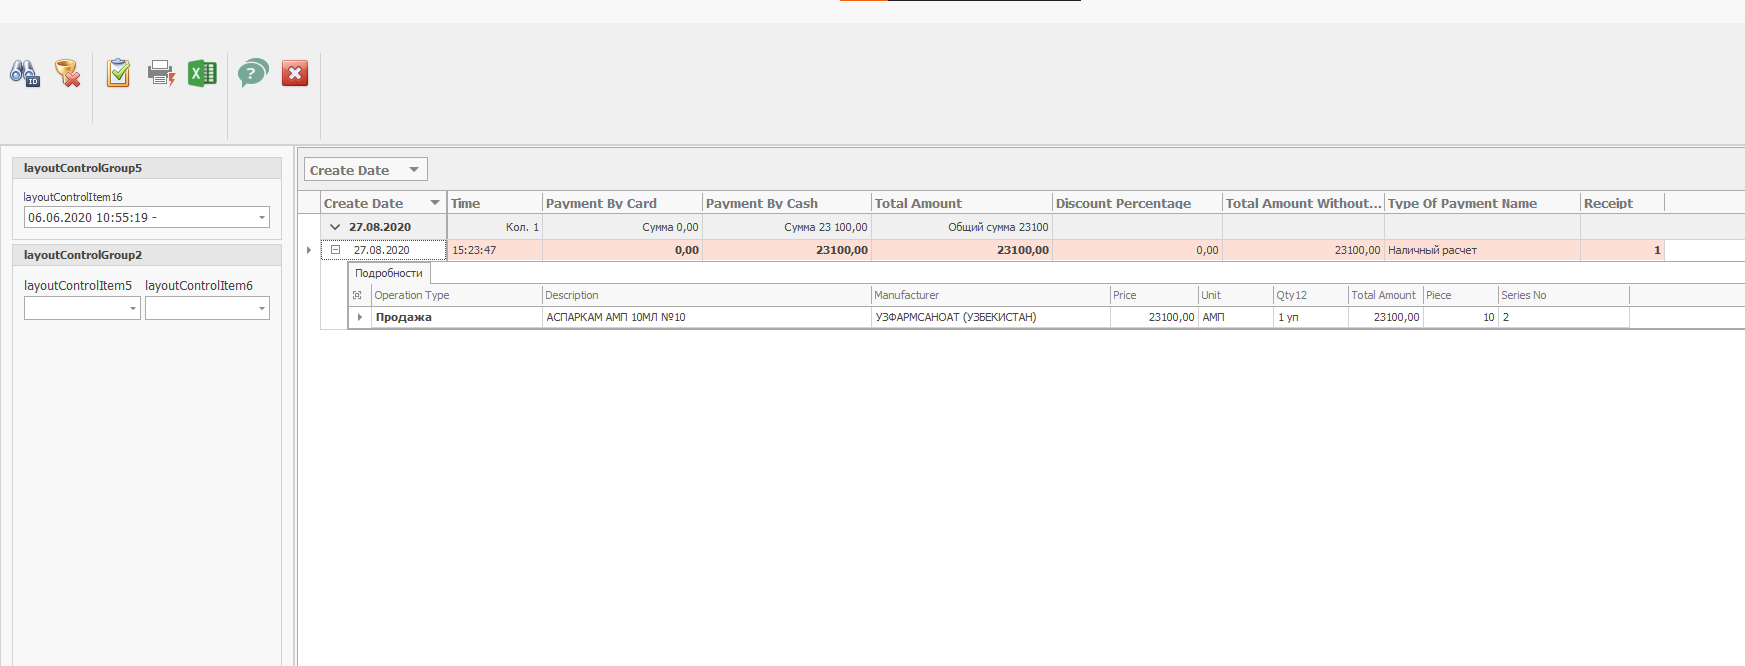 ID
?
layoutControlGroup5
layoutControlItem16
06.06.2020 10:55:19 -
layoutControlGroup2
layoutControlItem5 layoutControlItem6
Create Date
Create Date Time Payment By Card Payment By Cash Total Amount Discount Percentage Total Amount Without... Type Of Payment Name Receipt
27.08.2020 Кол. 1 Сумма 0,00 Сумма 23 100,00 Общий сумма 23100
27.08.2020 15:23:47 0,00 23100,00 23100,00 0,00 23100,00 Наличный расчет 1
Подробности
Operation Type Description Manufacturer Price Unit Qty12 Total Amount Piece Series No
Продажа АСПАРКАМ АМП 10МЛ №10 УЗФАРМСАНОАТ (УЗБЕКИСТАН) 23100,00 АМП 1 уп 23100,00 10 2